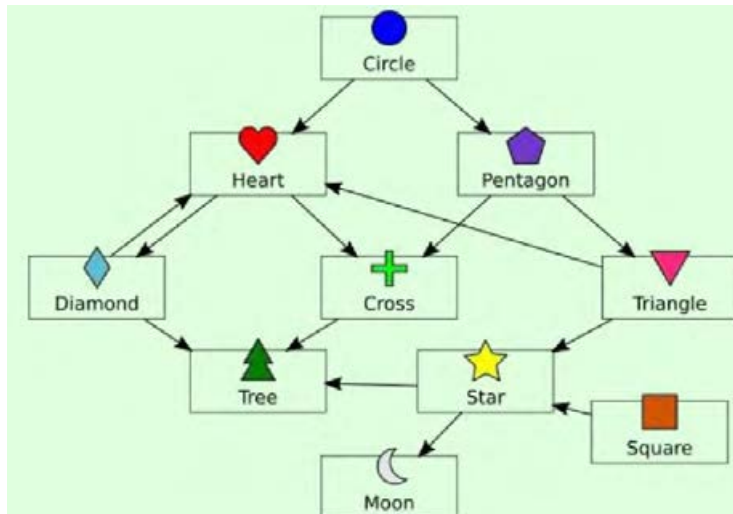 Circle
Heart
Pentagon
Diamond
Cross
Triangle
Tree
Star
Square
Moon